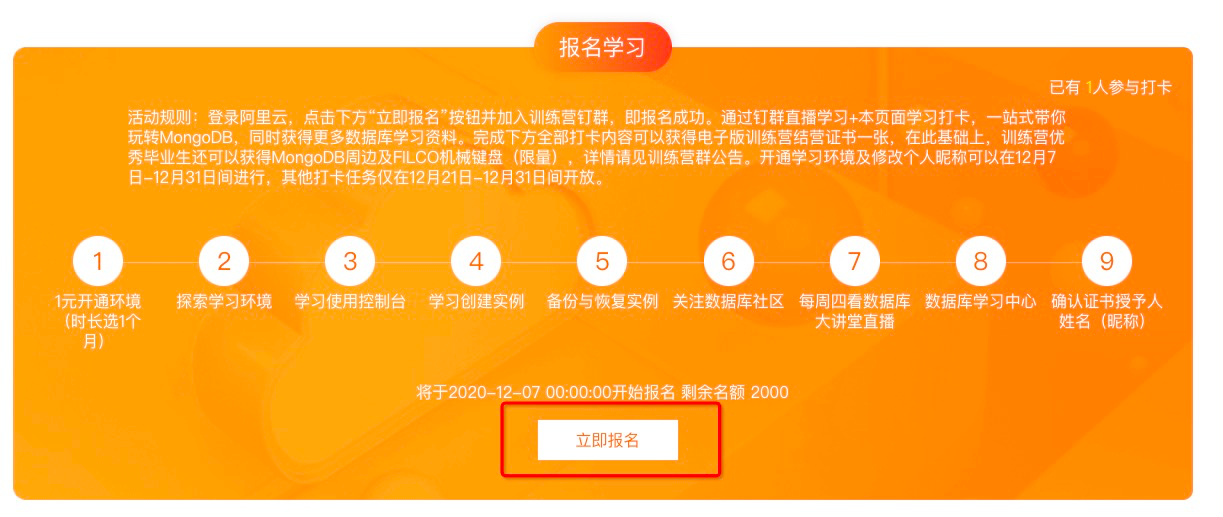 报名学习
已有 1人参与打卡
活动规则：登录阿里云，点击下方“立即报名”按钮并加入训练营钉群，即报名成功。通过钉群直播学习+本页面学习打卡，一站式带你
玩转MongoDB，同时获得更多数据库学习资料。完成下方全部打卡内容可以获得电子版训练营结营证书一张，在此基础上，训练营优
秀毕业生还可以获得MongoDB周边及FILCO机械键盘（限量），详情请见训练营群公告。开通学习环境及修改个人昵称可以在12月7
日-12月31日间进行，其他打卡任务仅在12月21日-12月31日间开放。
1
2
3
4
5
6
7
8
9
1元开通环境
（时长选1个
月）
探索学习环境
学习使用控制台
学习创建实例
备份与恢复实例
关注数据库社区
每周四看数据库
大讲堂直播
数据库学习中心
确认证书授予人
姓名（昵称）
将于2020-12-07 00:00:00开始报名 剩余名额 2000
立即报名